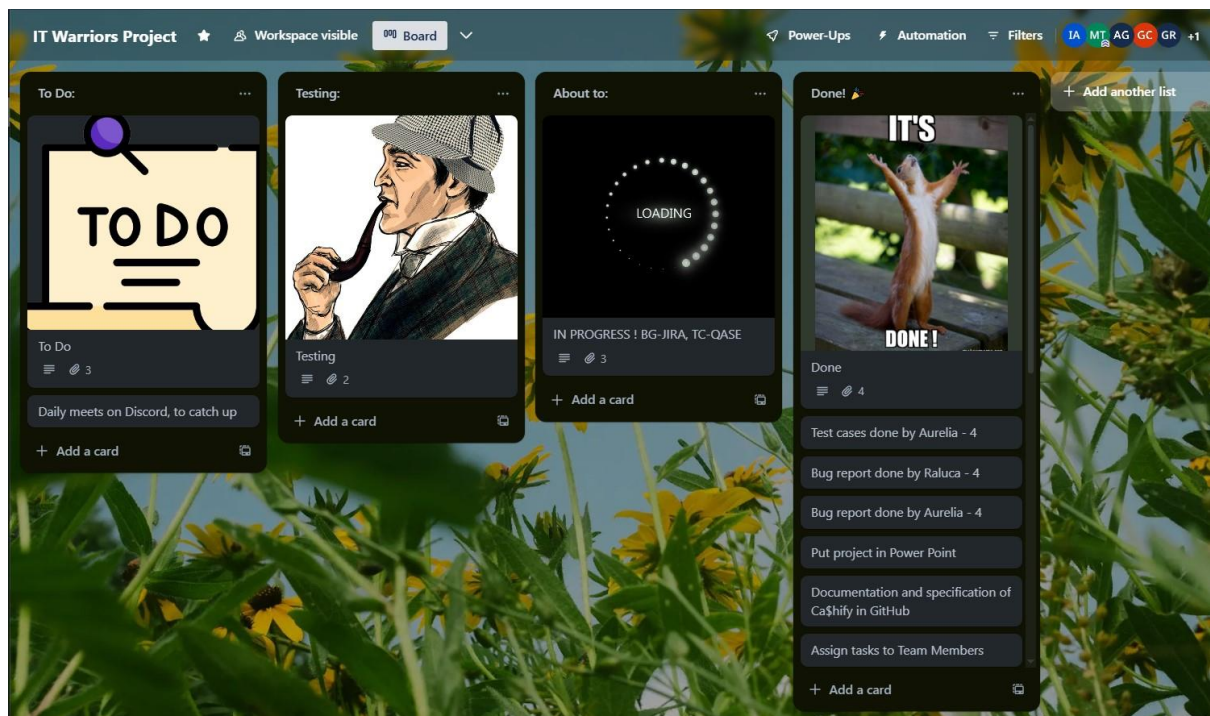 IT Warriors Project
Workspace visible
Board
Power-Ups
Automation
Filters
IA
MT
AG
GC
GR
+1
To Do:
TO DO
To Do
3
Daily meets on Discord, to catch up
+ Add a card
Testing:
Testing
2
+ Add a card
About to:
LOADING
IN PROGRESS ! BG-JIRA, TC-QASE
3
+ Add a card
Done! 🎉
IT'S
DONE !
Done
4
Test cases done by Aurelia - 4
Bug report done by Raluca - 4
Bug report done by Aurelia - 4
Put project in Power Point
Documentation and specification of
Ca$hify in GitHub
Assign tasks to Team Members
+ Add a card
+ Add another list